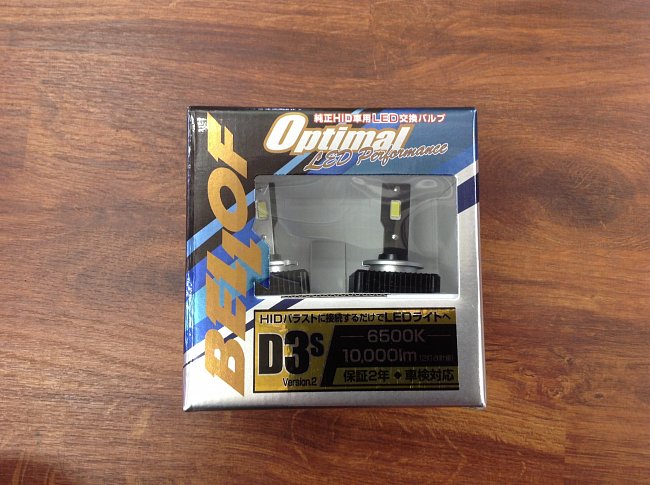 純正HID車用LED交換バルブ
Optimal
LED Performance
BELLOF
HIDバラストに接続するだけでLEDライトへ
D3S
Version.2
6500K
10,000lm
保証2年・車検対応